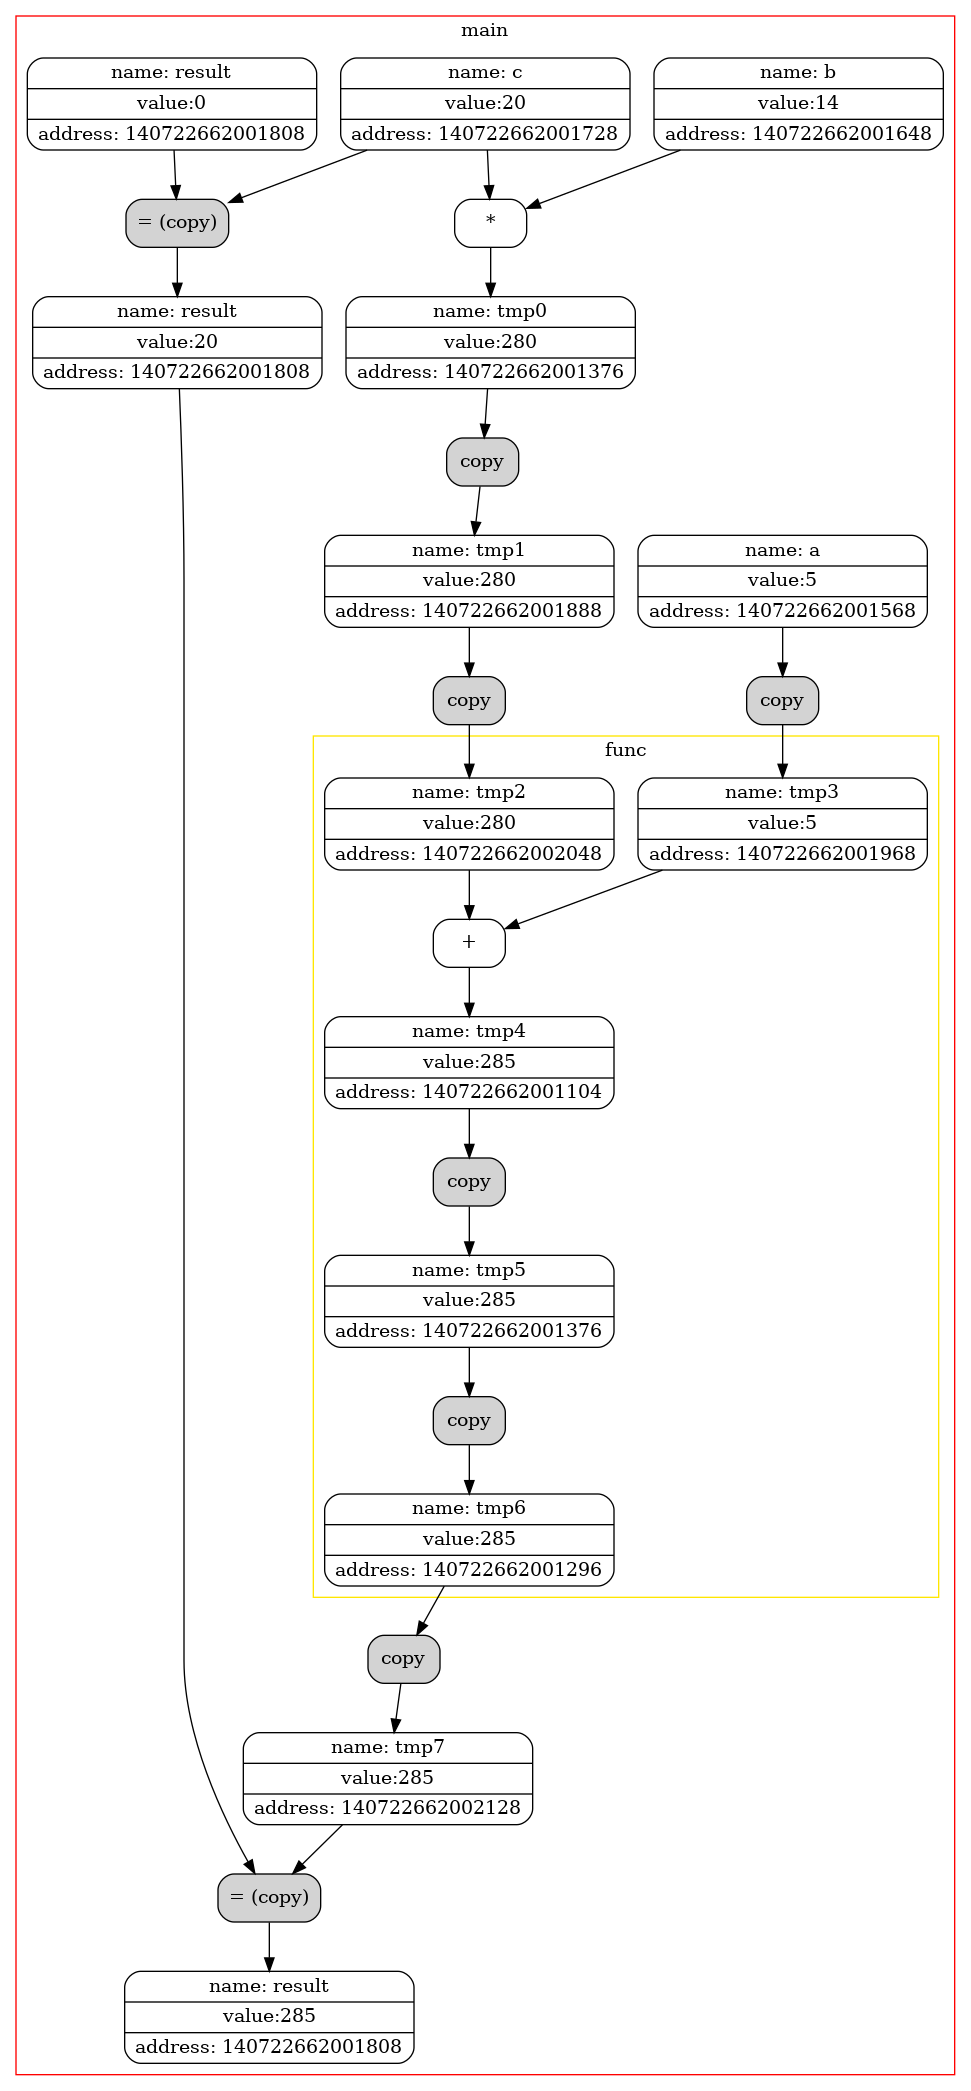 main
name: result
value:0
address: 140722662001808
name: c
value:20
address: 140722662001728
name: b
value:14
address: 140722662001648
= (copy)
*
name: result
value:20
address: 140722662001808
name: tmp0
value:280
address: 140722662001376
copy
name: tmp1
value:280
address: 140722662001888
name: a
value:5
address: 140722662001568
copy
copy
func
name: tmp2
value:280
address: 140722662002048
name: tmp3
value:5
address: 140722662001968
+
name: tmp4
value:285
address: 140722662001104
copy
name: tmp5
value:285
address: 140722662001376
copy
name: tmp6
value:285
address: 140722662001296
copy
name: tmp7
value:285
address: 140722662002128
= (copy)
name: result
value:285
address: 140722662001808